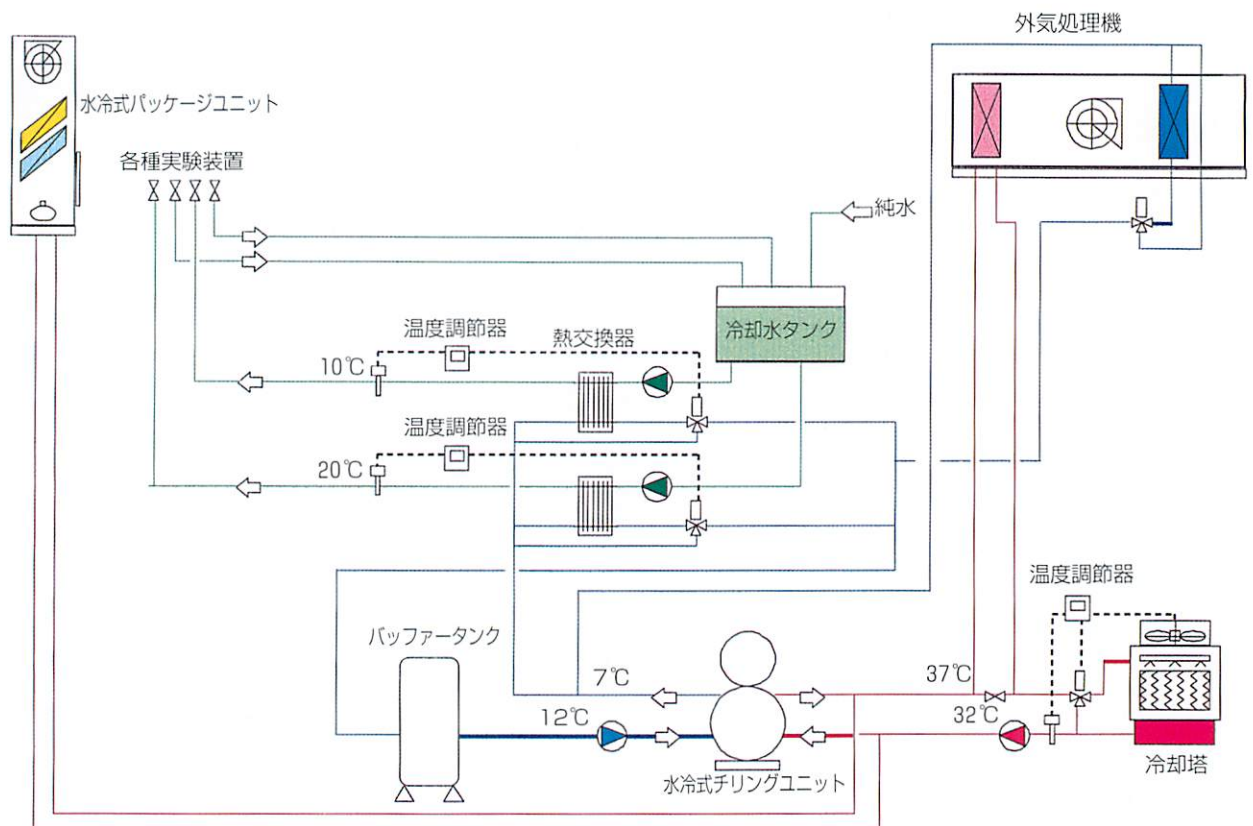 外気処理機
水冷式パッケージユニット
各種実験装置
純水
冷却水タンク
温度調節器
熱交換器
10℃
温度調節器
20℃
温度調節器
バッファータンク
7℃
37℃
12℃
32℃
水冷式チリングユニット
冷却塔